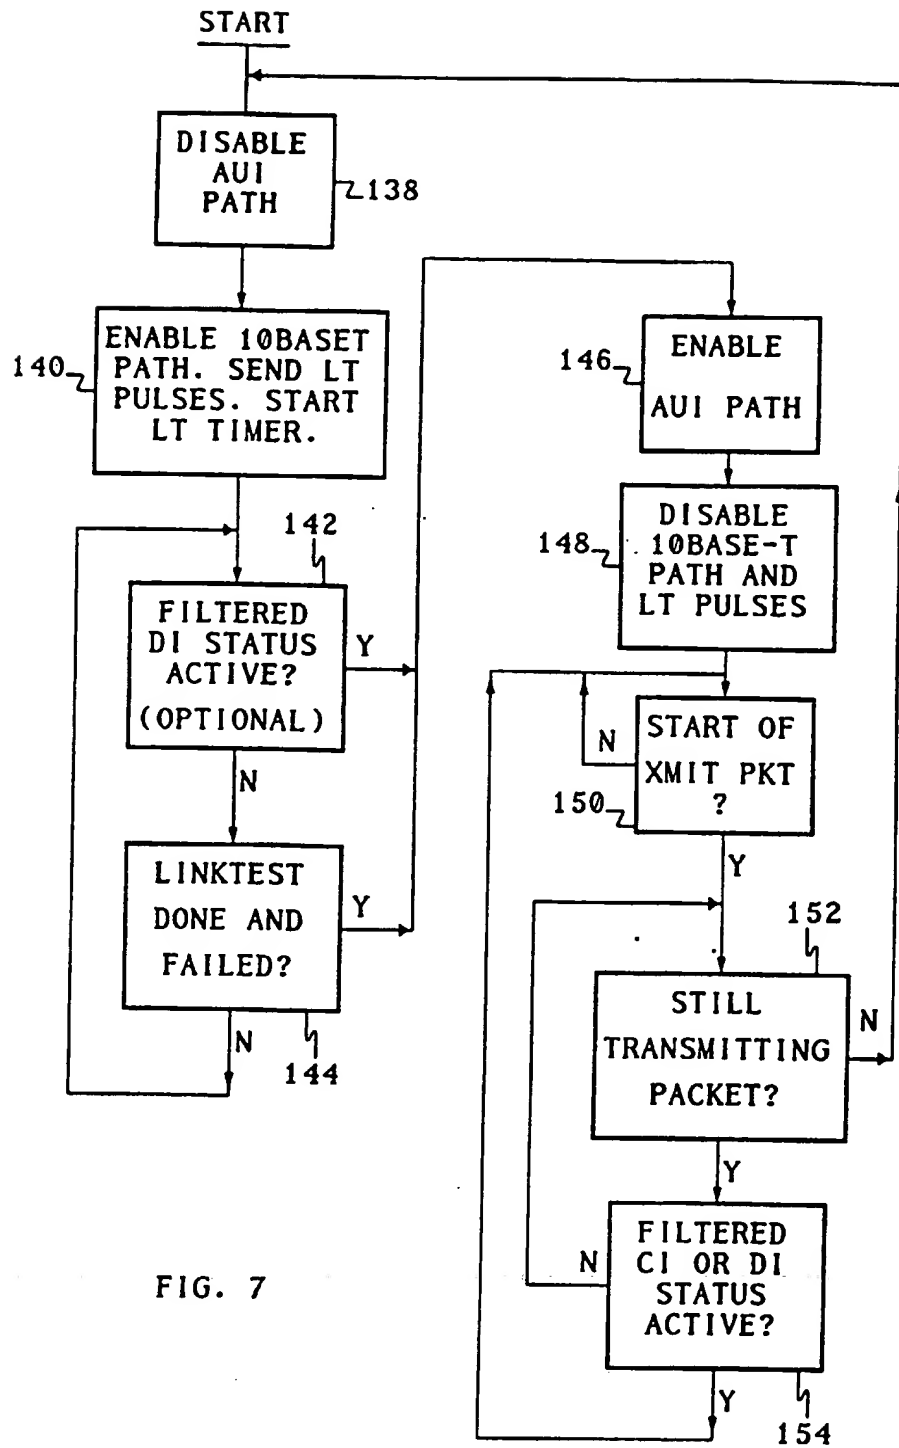 START
DISABLE
AUI
PATH
138
ENABLE 10BASET
PATH. SEND LT
PULSES. START
LT TIMER.
140
142
FILTERED
DI STATUS
ACTIVE?
(OPTIONAL)
Y
N
LINKTEST
DONE AND
FAILED?
Y
N
144
ENABLE
AUI PATH
146
DISABLE
10BASE-T
PATH AND
LT PULSES
148
START OF
XMIT PKT
?
N
150
Y
152
STILL
TRANSMITTING
PACKET?
N
Y
FILTERED
CI OR DI
STATUS
ACTIVE?
N
Y
154
FIG. 7